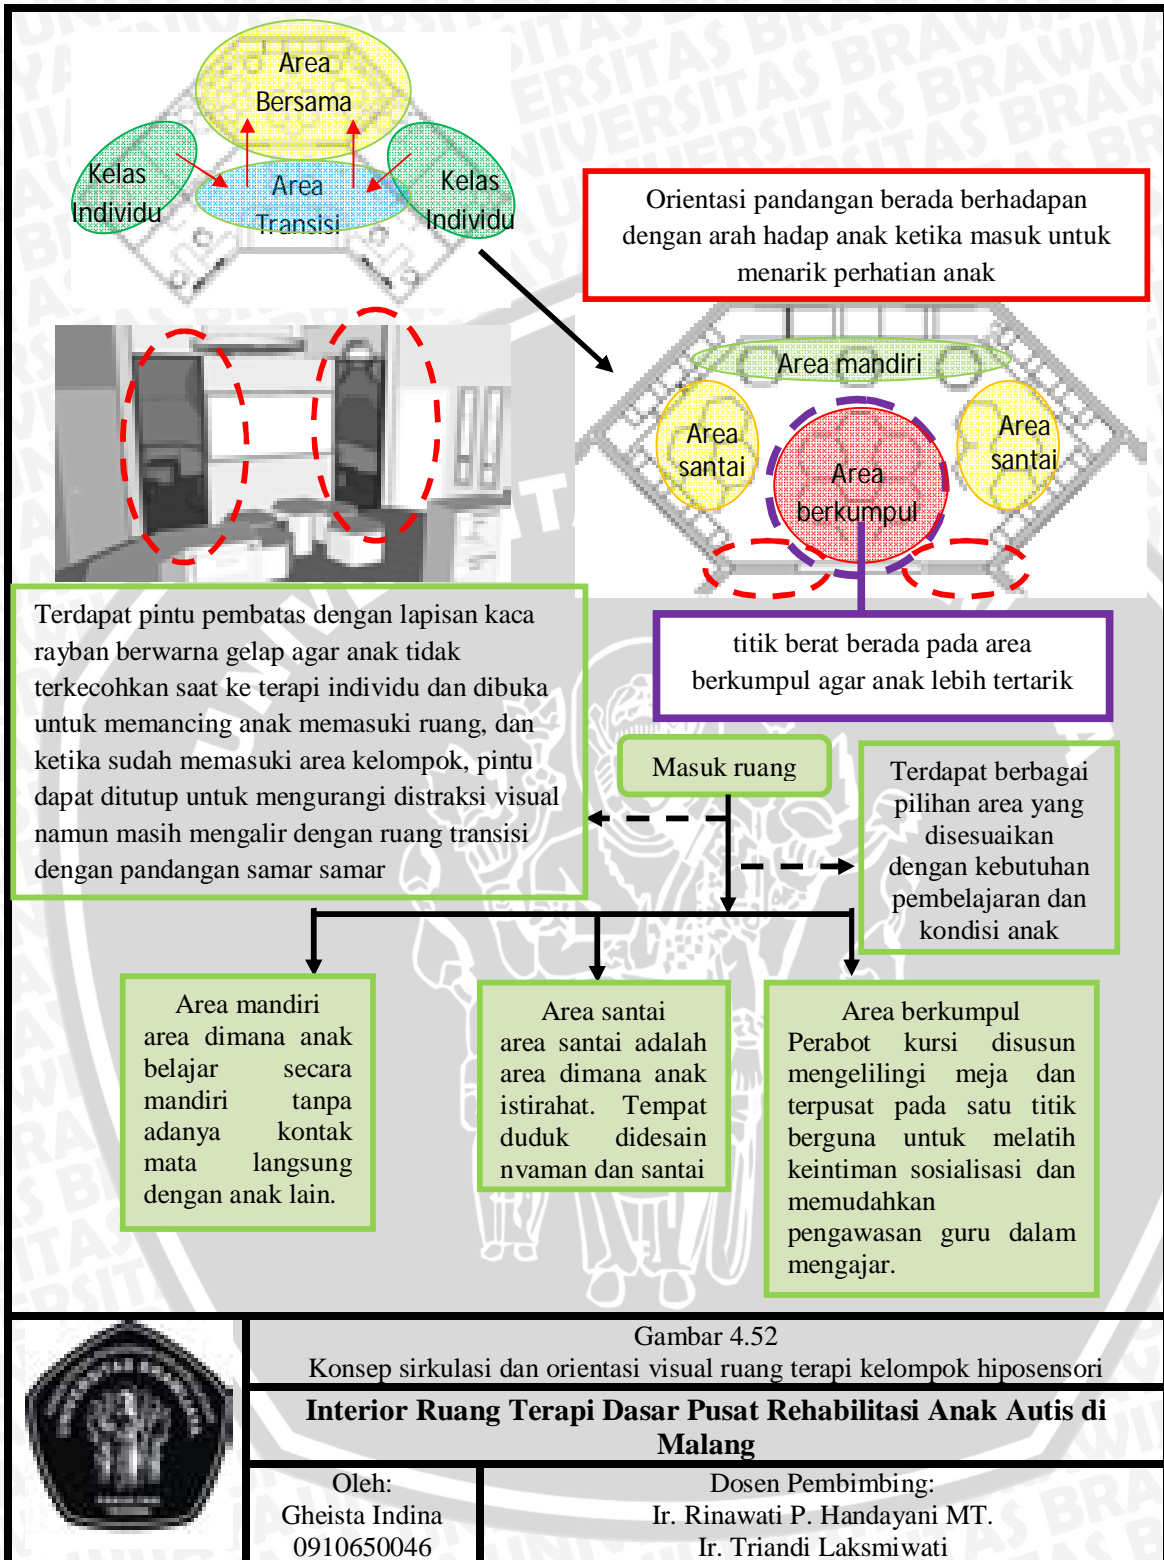 Area
Bersama
Kelas
Individu
Area
Transisi
Kelas
Individu
Orientasi pandangan berada berhadapan
dengan arah hadap anak ketika masuk untuk
menarik perhatian anak
Area mandiri
Area
santai
Area
berkumpul
Area
santai
Terdapat pintu pembatas dengan lapisan kaca
rayban berwarna gelap agar anak tidak
terkecohkan saat ke terapi individu dan dibuka
untuk memancing anak memasuki ruang, dan
ketika sudah memasuki area kelompok, pintu
dapat ditutup untuk mengurangi distraksi visual
namun masih mengalir dengan ruang transisi
dengan pandangan samar samar
titik berat berada pada area
berkumpul agar anak lebih tertarik
Masuk ruang
Terdapat berbagai
pilihan area yang
disesuaikan
dengan kebutuhan
pembelajaran dan
kondisi anak
Area mandiri
area dimana anak
belajar secara
mandiri tanpa
adanya kontak
mata langsung
dengan anak lain.
Area santai
area santai adalah
area dimana anak
istirahat. Tempat
duduk didesain
nyaman dan santai
Area berkumpul
Perabot kursi disusun
mengelilingi meja dan
terpusat pada satu titik
berguna untuk melatih
keintiman sosialisasi dan
memudahkan
pengawasan guru dalam
mengajar.
Gambar 4.52
Konsep sirkulasi dan orientasi visual ruang terapi kelompok hiposensori
Interior Ruang Terapi Dasar Pusat Rehabilitasi Anak Autis di
Malang
Oleh:
Gheista Indina
0910650046
Dosen Pembimbing:
Ir. Rinawati P. Handayani MT.
Ir. Triandi Laksmiwati